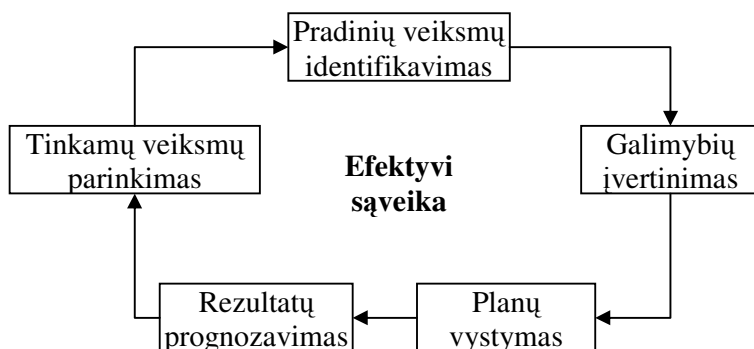 Pradinių veiksmų
identifikavimas
Tinkamų veiksmų
parinkimas
Efektyvi
sąveika
Galimybių
įvertinimas
Rezultatų
prognozavimas
Planų
vystymas